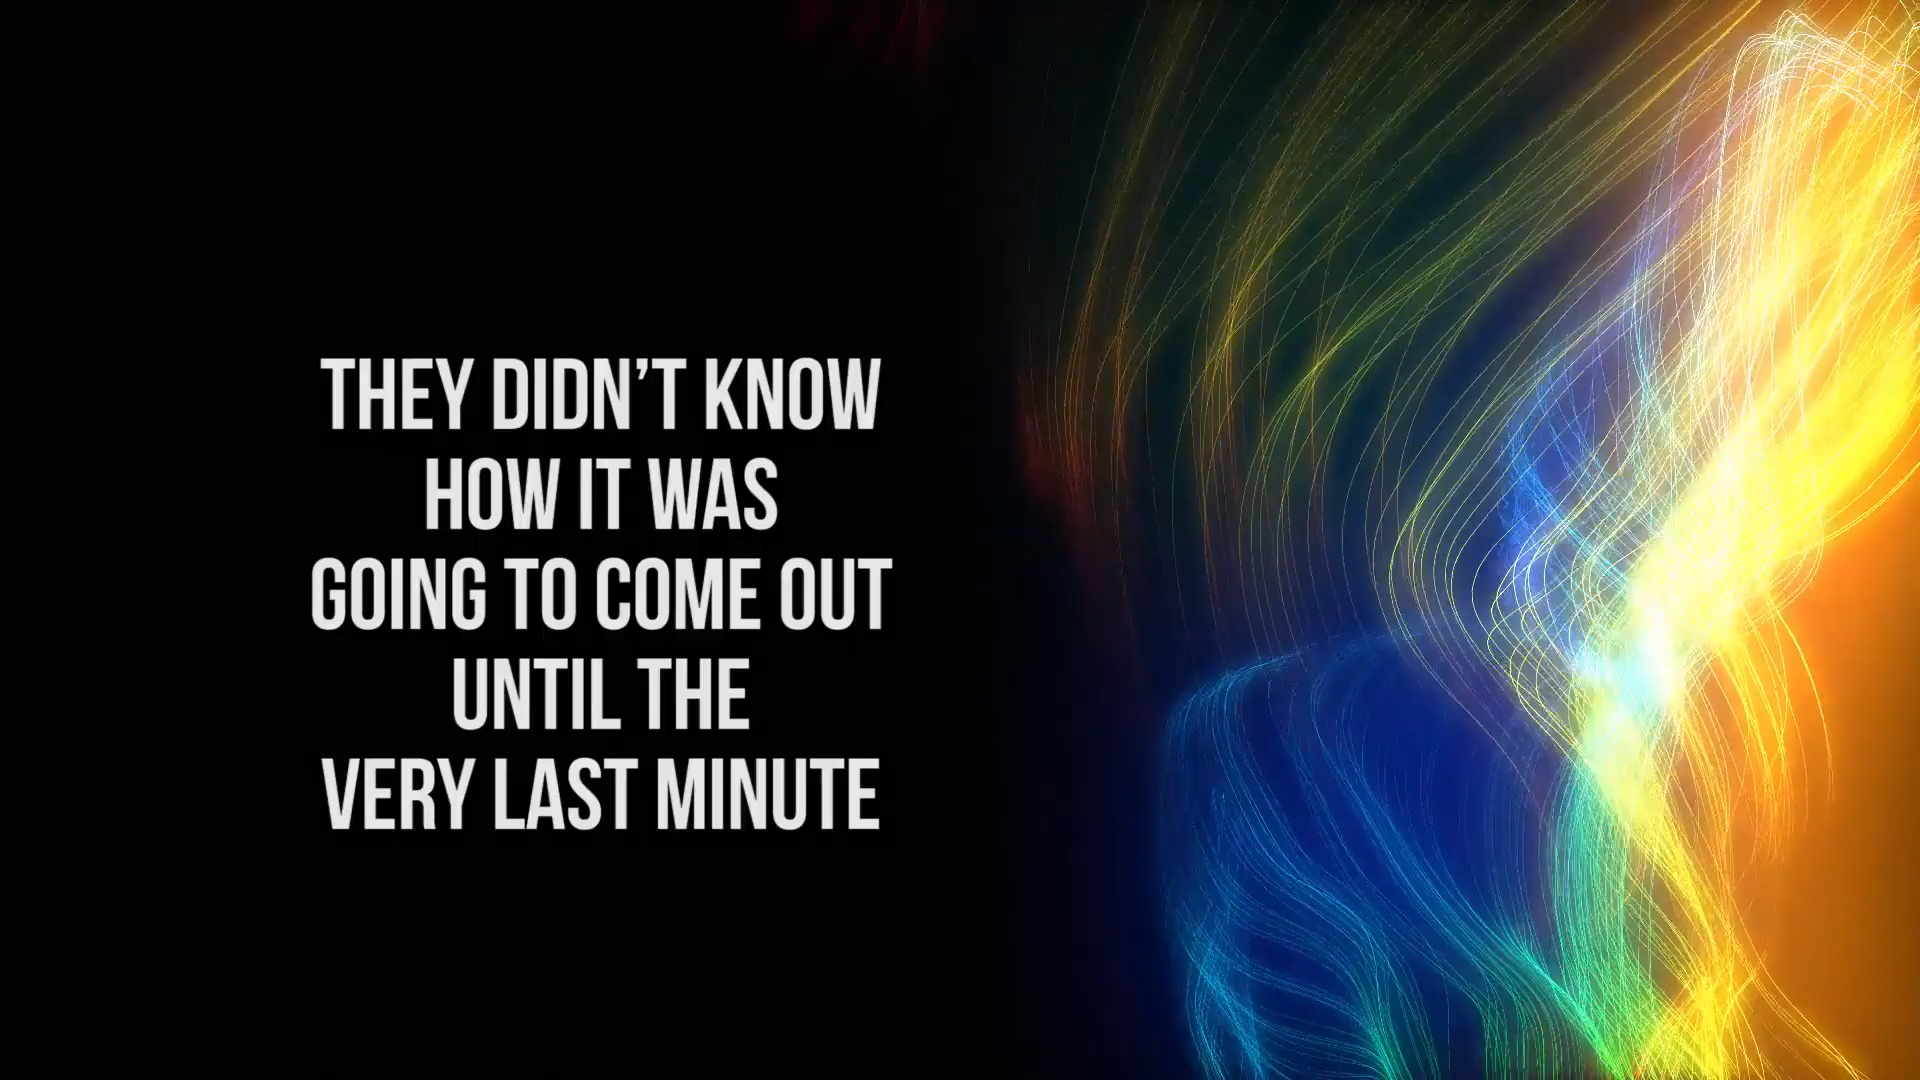 THEY DIDN’T KNOW
HOW IT WAS
GOING TO COME OUT
UNTIL THE
VERY LAST MINUTE